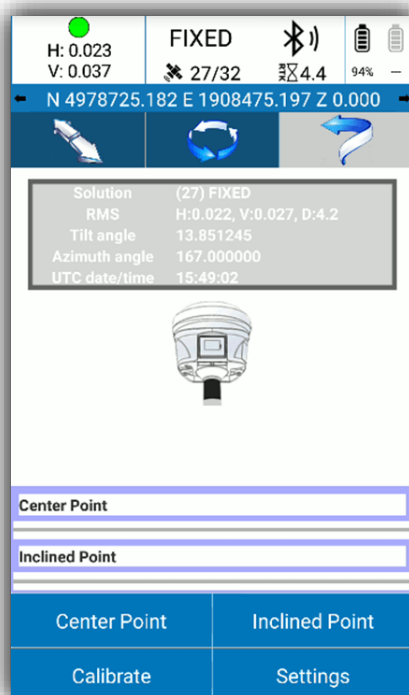 H: 0.023
V: 0.037
FIXED
27/32
4.4
94%
—
N 4978725.182 E 1908475.197 Z 0.000
Solution (27) FIXED
RMS H:0.022, V:0.027, D:4.2
Tilt angle 13.851245
Azimuth angle 167.000000
UTC date/time 15:49:02
Center Point
Inclined Point
Center Point Inclined Point
Calibrate Settings